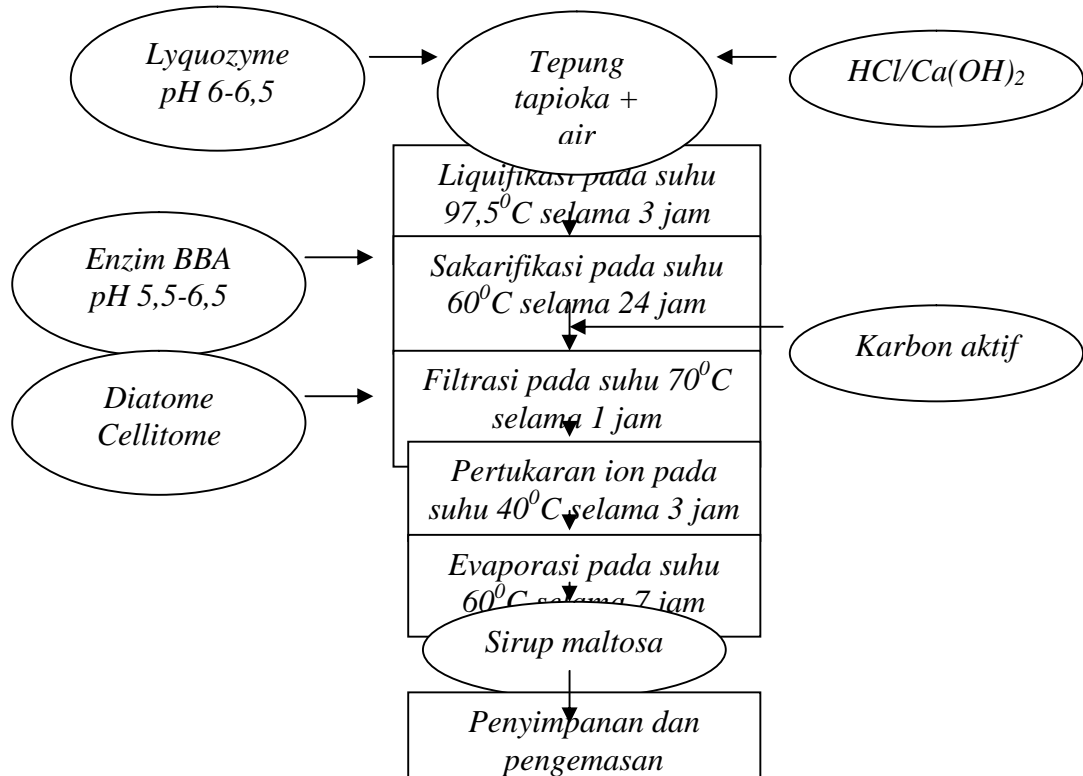 Lyquozyme
pH 6-6,5
Tepung
tapioka +
air
HCl/Ca(OH)₂
Liquifikasi pada suhu
97,5⁰C selama 3 jam
Enzim BBA
pH 5,5-6,5
Sakarifikasi pada suhu
60⁰C selama 24 jam
Karbon aktif
Diatome
Cellitome
Filtrasi pada suhu 70⁰C
selama 1 jam
Pertukaran ion pada
suhu 40⁰C selama 3 jam
Evaporasi pada suhu
60⁰C selama 7 jam
Sirup maltosa
Penyimpanan dan
pengemasan